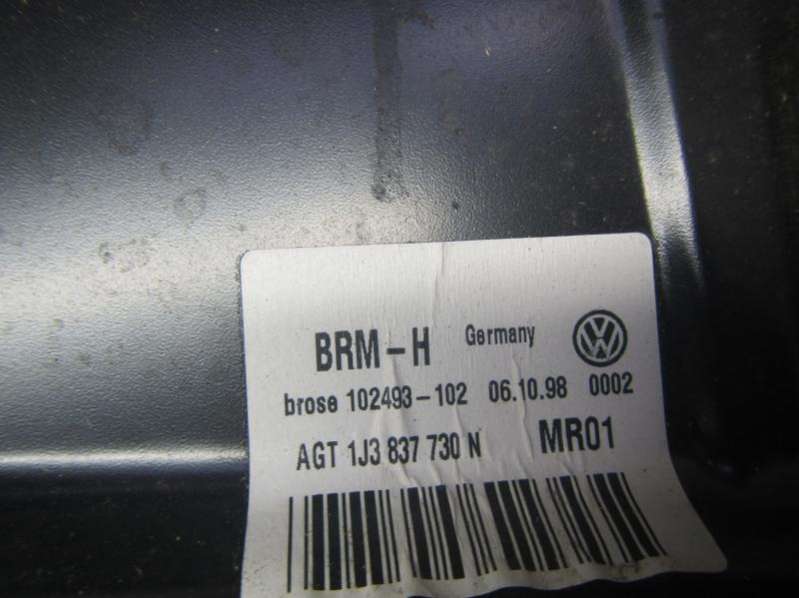 BRM-H Germany
brose 102493-102 06.10.98 0002
AGT 1J3 837 730 N MR01